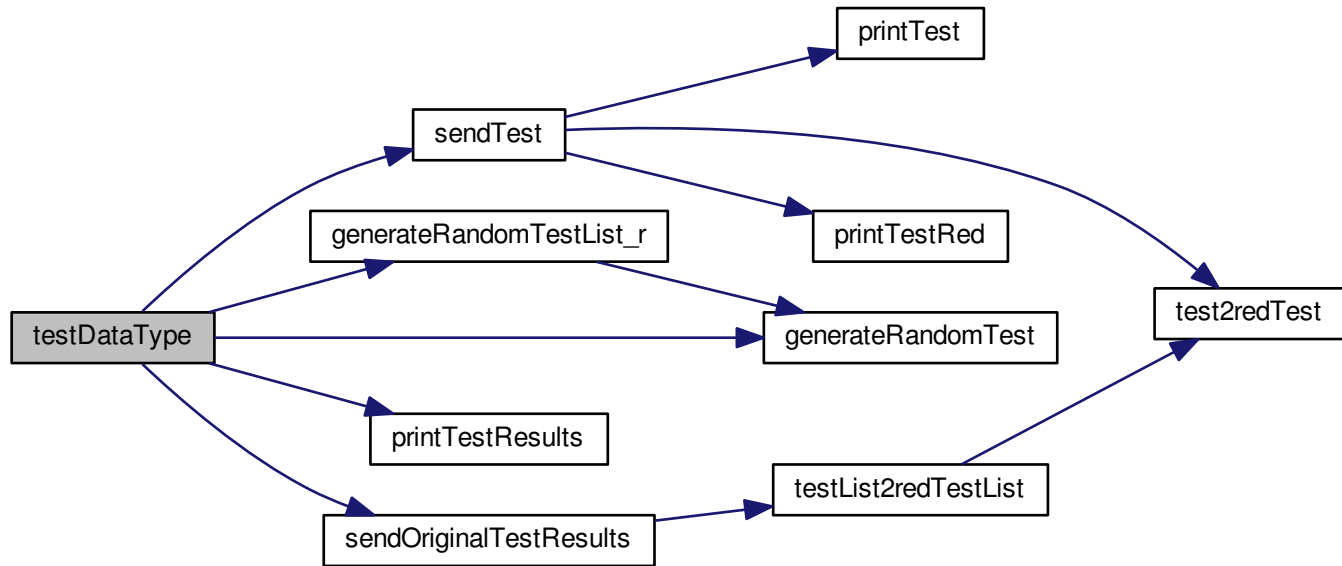 printTest
sendTest
printTestRed
generateRandomTestList_r
test2redTest
testDataType
generateRandomTest
printTestResults
testList2redTestList
sendOriginalTestResults